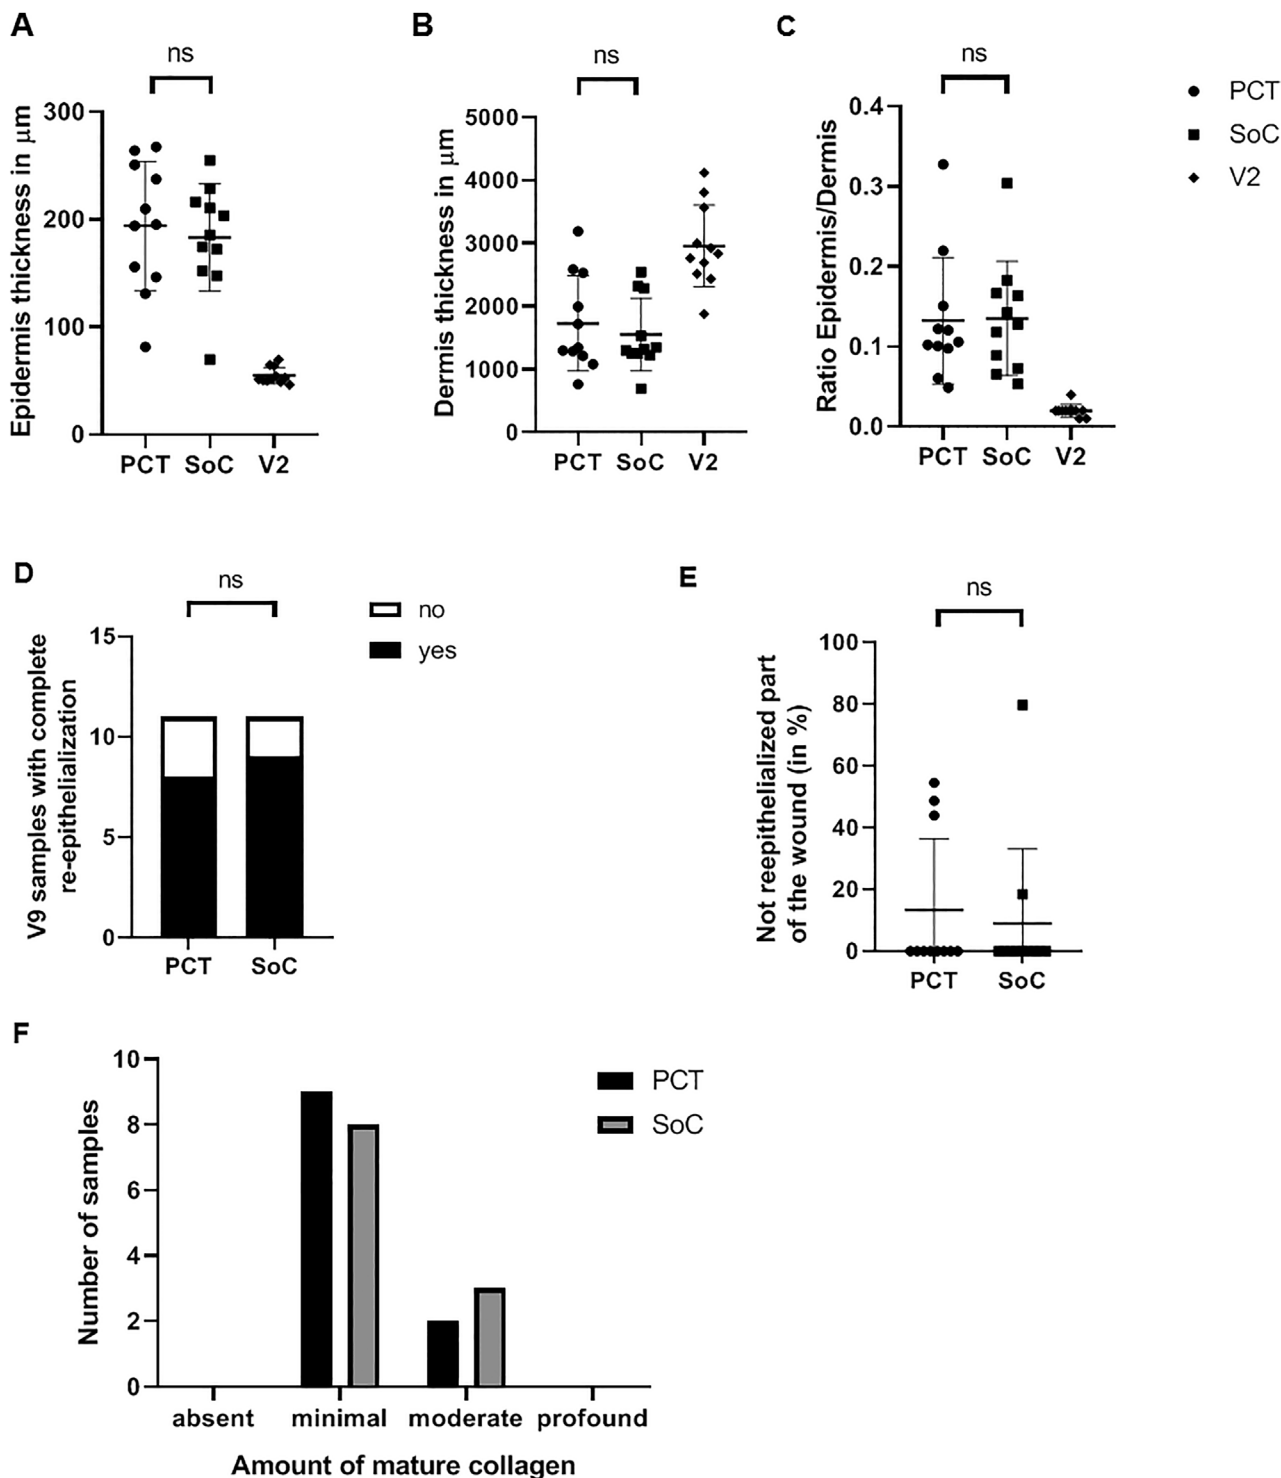 A
ns
Epidermis thickness in μm
300
200
100
0
PCT
SoC
V2
B
ns
Dermis thickness in μm
5000
4000
3000
2000
1000
0
PCT
SoC
V2
C
ns
Ratio Epidermis/Dermis
0.4
0.3
0.2
0.1
0.0
PCT
SoC
V2
PCT
SoC
V2
D
ns
V9 samples with complete
re-epithelialization
15
10
5
0
PCT
SoC
no
yes
E
ns
Not reepithelialized part
of the wound (in %)
100
80
60
40
20
0
PCT
SoC
F
Number of samples
10
8
6
4
2
0
absent
minimal
moderate
profound
Amount of mature collagen
PCT
SoC